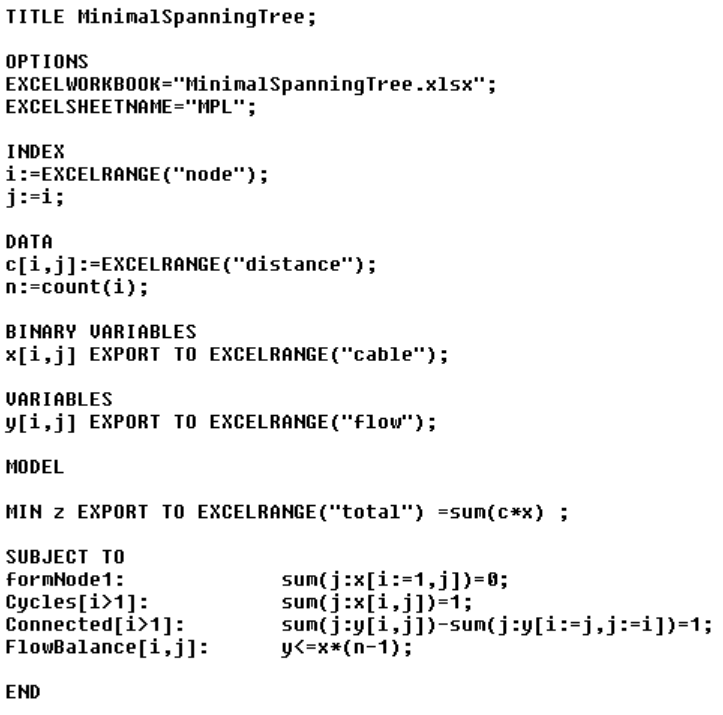 TITLE MinimalSpanningTree;
OPTIONS
EXCELWORKBOOK="MinimalSpanningTree.xlsx";
EXCELSHEETNAME="MPL";
INDEX
i:=EXCELRANGE("node");
j:=i;
DATA
c[i,j]:=EXCELRANGE("distance");
n:=count(i);
BINARY VARIABLES
x[i,j] EXPORT TO EXCELRANGE("cable");
VARIABLES
y[i,j] EXPORT TO EXCELRANGE("flow");
MODEL
MIN z EXPORT TO EXCELRANGE("total") =sum(c*x) ;
SUBJECT TO
formNode1: sum(j:x[i:=1,j])=0;
Cycles[i>1]: sum(j:x[i,j])=1;
Connected[i>1]: sum(j:y[i,j])-sum(j:y[i:=j,j:=i])=1;
FlowBalance[i,j]: y<=x*(n-1);
END